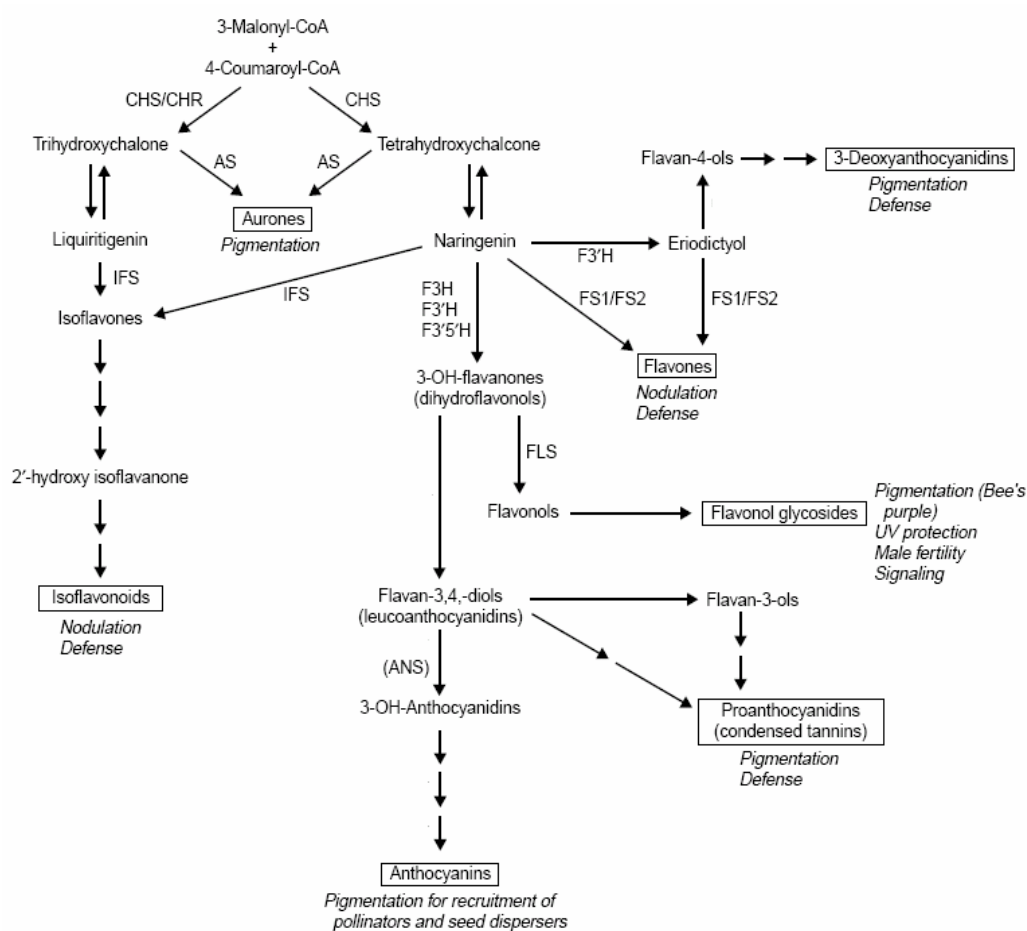 3-Malonyl-CoA
+
4-Coumaroyl-CoA
CHS/CHR
CHS
Trihydroxychalone
Tetrahydroxychalcone
AS
AS
Flavan-4-ols
3-Deoxyanthocyanidins
Pigmentation
Defense
Aurones
Pigmentation
Liquiritigenin
Naringenin
F3′H
Eriodictyol
IFS
IFS
F3H
F3′H
F3′5′H
FS1/FS2
FS1/FS2
Isoflavones
Flavones
Nodulation
Defense
3-OH-flavanones
(dihydroflavonols)
FLS
2′-hydroxy isoflavanone
Flavonols
Flavonol glycosides
Pigmentation (Bee's
purple)
UV protection
Male fertility
Signaling
Isoflavonoids
Nodulation
Defense
Flavan-3,4,-diols
(leucoanthocyanidins)
Flavan-3-ols
(ANS)
3-OH-Anthocyanidins
Proanthocyanidins
(condensed tannins)
Pigmentation
Defense
Anthocyanins
Pigmentation for recruitment of
pollinators and seed dispersers